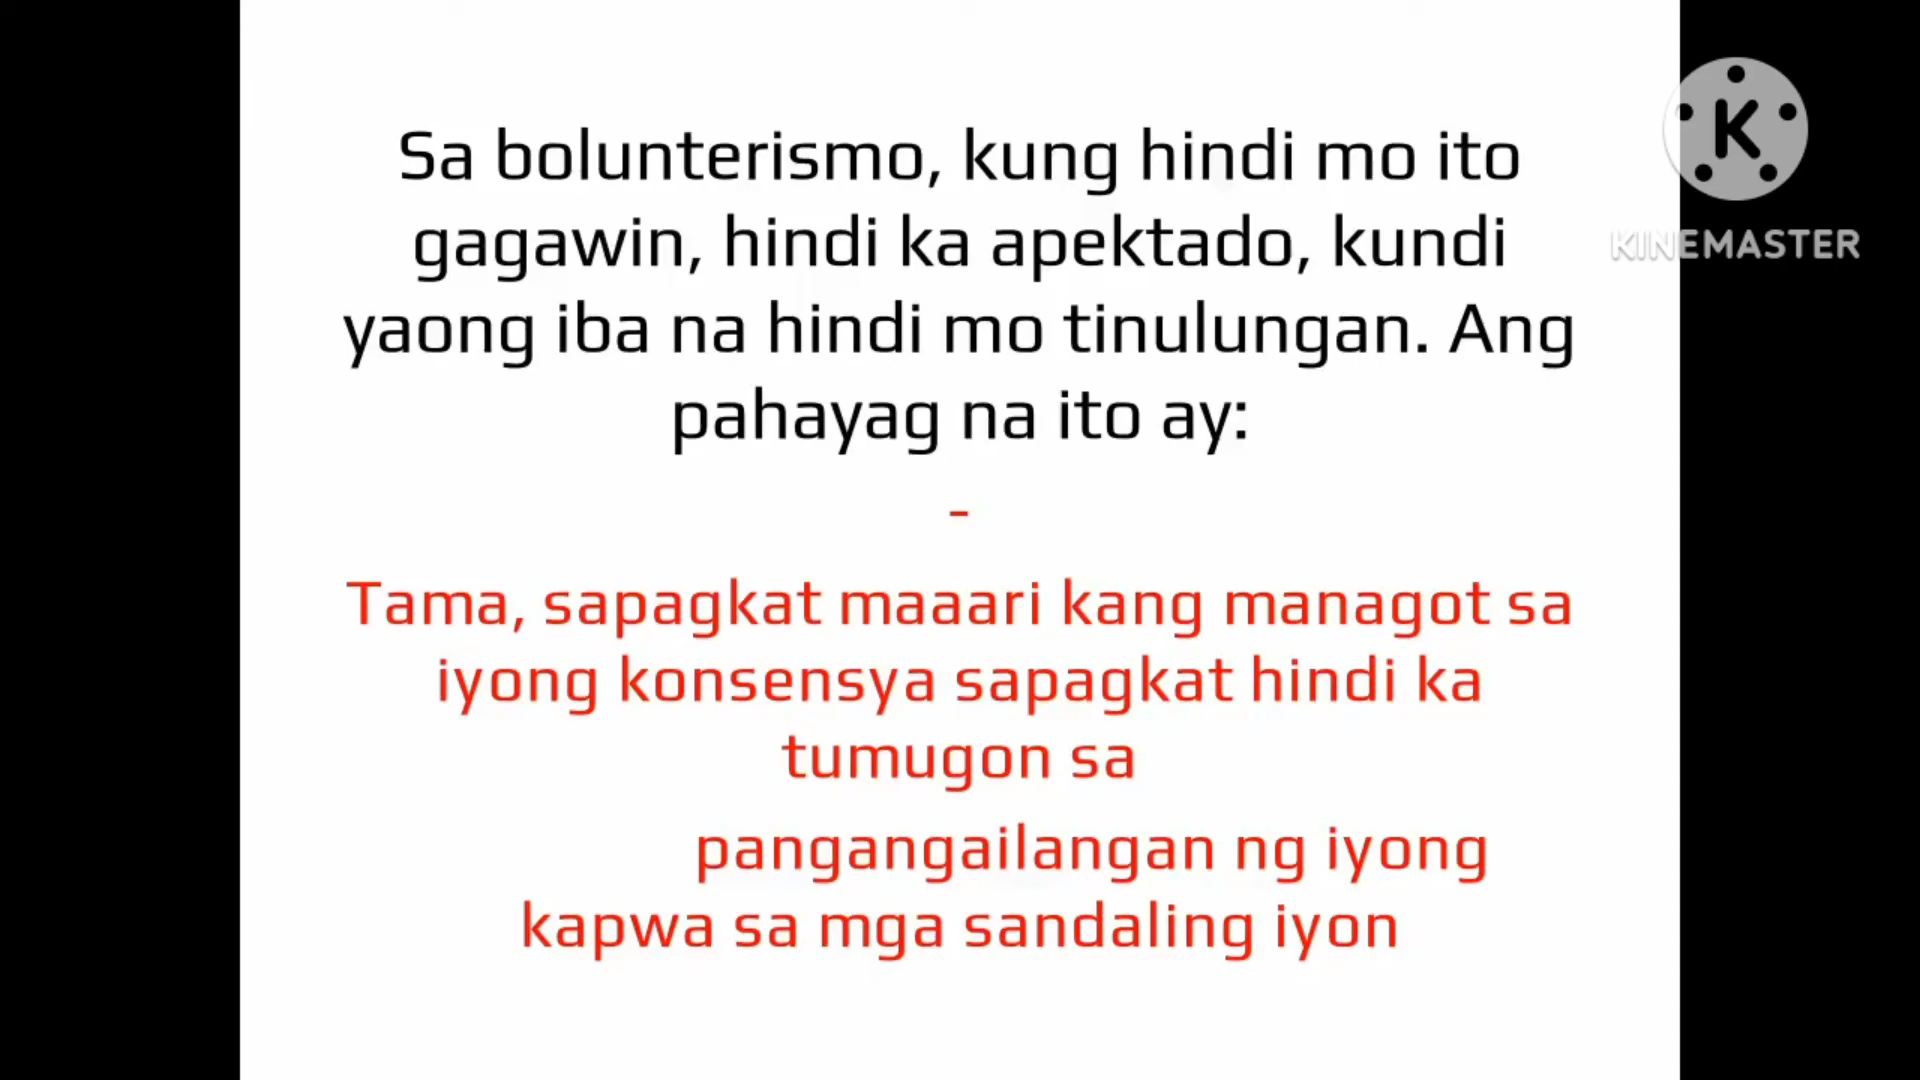 Sa bolunterismo, kung hindi mo ito
gagawin, hindi ka apektado, kundi
yaong iba na hindi mo tinulungan. Ang
pahayag na ito ay:
-
Tama, sapagkat maaari kang managot sa
iyong konsensya sapagkat hindi ka
tumugon sa
pangangailangan ng iyong
kapwa sa mga sandaling iyon
K
KINEMASTER